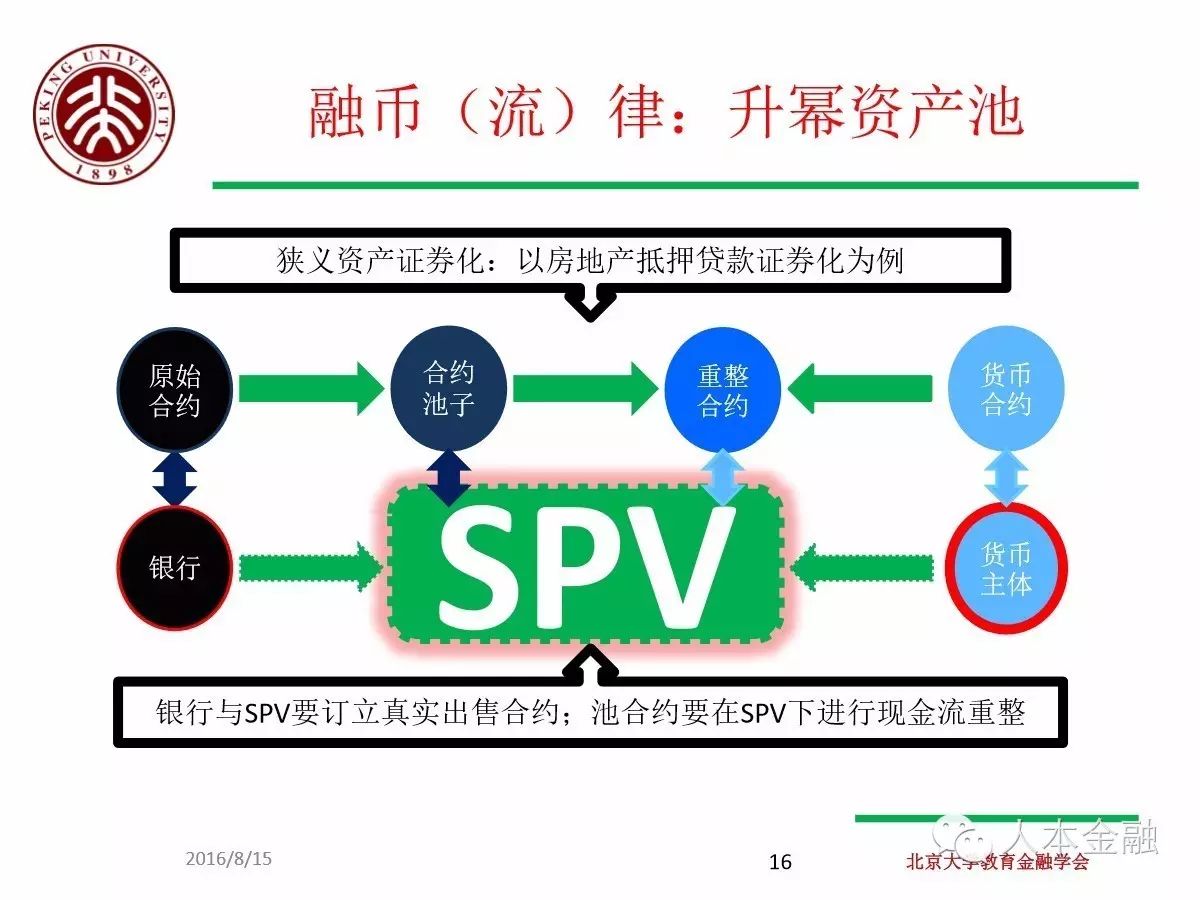 PEKING UNIVERSITY
1898
融币（流）律：升幂资产池
狭义资产证券化：以房地产抵押贷款证券化为例
原始
合约
合约
池子
重整
合约
货币
合约
银行
SPV
货币
主体
银行与SPV要订立真实出售合约；池合约要在SPV下进行现金流重整
2016/8/15
16
人本金融
北京大学教育金融学会